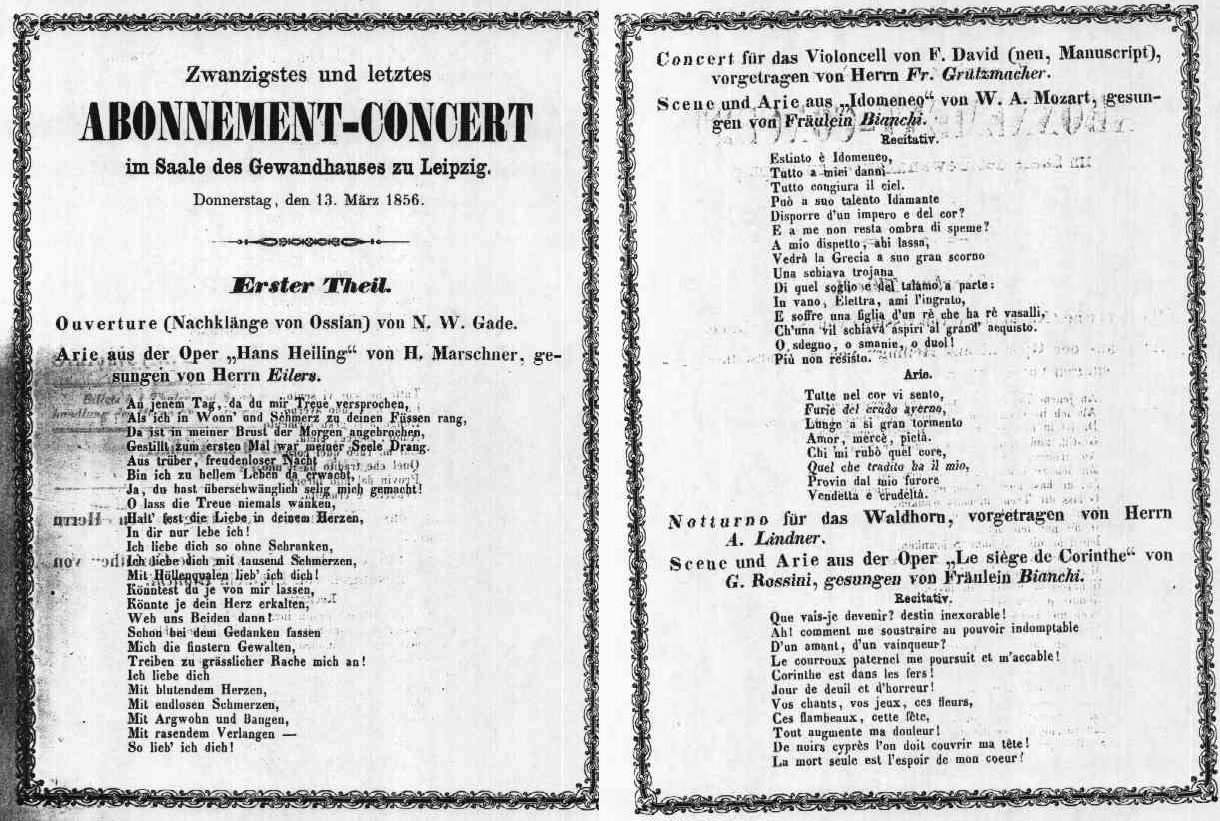 Zwanzigstes und letztes
ABONNEMENT-CONCERT
im Saale des Gewandhauses zu Leipzig.
Donnerstag, den 13. März 1856.
Erster Theil.
Ouverture (Nachklänge von Ossian) von N. W. Gade.
Arie aus der Oper „Hans Heiling“ von H. Marschner, ge-
sungen von Herrn Eilers.
An jenem Tag, da du mir Treue versprochen,
Als ich in Wonn' und Schmerz zu deinen Füssen rang,
Da ist in meiner Brust der Morgen angebrochen,
Gestillt zum ersten Mal war meiner Seele Drang.
Aus trüber, freudenloser Nacht
Bin ich zu hellem Leben da erwacht,
Ja, du hast überschwänglich selig mich gemacht!
O lass die Treue niemals wanken,
Halt' fest die Liebe in deinem Herzen,
In dir nur lebe ich!
Ich liebe dich so ohne Schranken,
Ich liebe dich mit tausend Schmerzen,
Mit Höllenqualen lieb' ich dich!
Könntest du je von mir lassen,
Könnte je dein Herz erkalten,
Weh uns Beiden dann!
Schon bei dem Gedanken fassen
Mich die finstern Gewalten,
Treiben zu grässlicher Rache mich an!
Ich liebe dich
Mit blutendem Herzen,
Mit endlosen Schmerzen,
Mit Argwohn und Bangen,
Mit rasendem Verlangen —
So lieb' ich dich!
Concert für das Violoncell von F. David (neu, Manuscript),
vorgetragen von Herrn Fr. Grützmacher.
Scene und Arie aus „Idomeneo“ von W. A. Mozart, gesun-
gen von Fräulein Bianchi.
Recitativ.
Estinto è Idomeneo,
Tutto a miei danni
Tutto congiura il ciel.
Può a suo talento Idamante
Disporre d'un impero e del cor?
E a me non resta ombra di speme?
A mio dispetto, ahi lassa,
Vedrà la Grecia a suo gran scorno
Una schiava trojana
Di quel soglio e del talamo a parte:
In vano, Elettra, ami l'ingrato,
E soffre una figlia d'un rè che ha rè vasalli,
Ch'una vil schiava aspiri al grand' acquisto.
O sdegno, o smanie, o duol!
Più non resisto.
Arie.
Tutte nel cor vi sento,
Furie del crudo averno,
Lunge a si gran tormento
Amor, mercè, pietà.
Chi mi rubò quel core,
Quel che tradito ha il mio,
Provin dal mio furore
Vendetta e crudeltà.
Notturno für das Waldhorn, vorgetragen von Herrn
A. Lindner.
Scene und Arie aus der Oper „Le siège de Corinthe“ von
G. Rossini, gesungen von Fräulein Bianchi.
Recitativ.
Que vais-je devenir? destin inexorable!
Ah! comment me soustraire au pouvoir indomptable
D'un amant, d'un vainqueur?
Le courroux paternel me poursuit et m'accable!
Corinthe est dans les fers!
Jour de deuil et d'horreur!
Vos chants, vos jeux, ces fleurs,
Ces flambeaux, cette fête,
Tout augmente ma douleur!
De noirs cyprès l'on doit couvrir ma tête!
La mort seule est l'espoir de mon coeur!